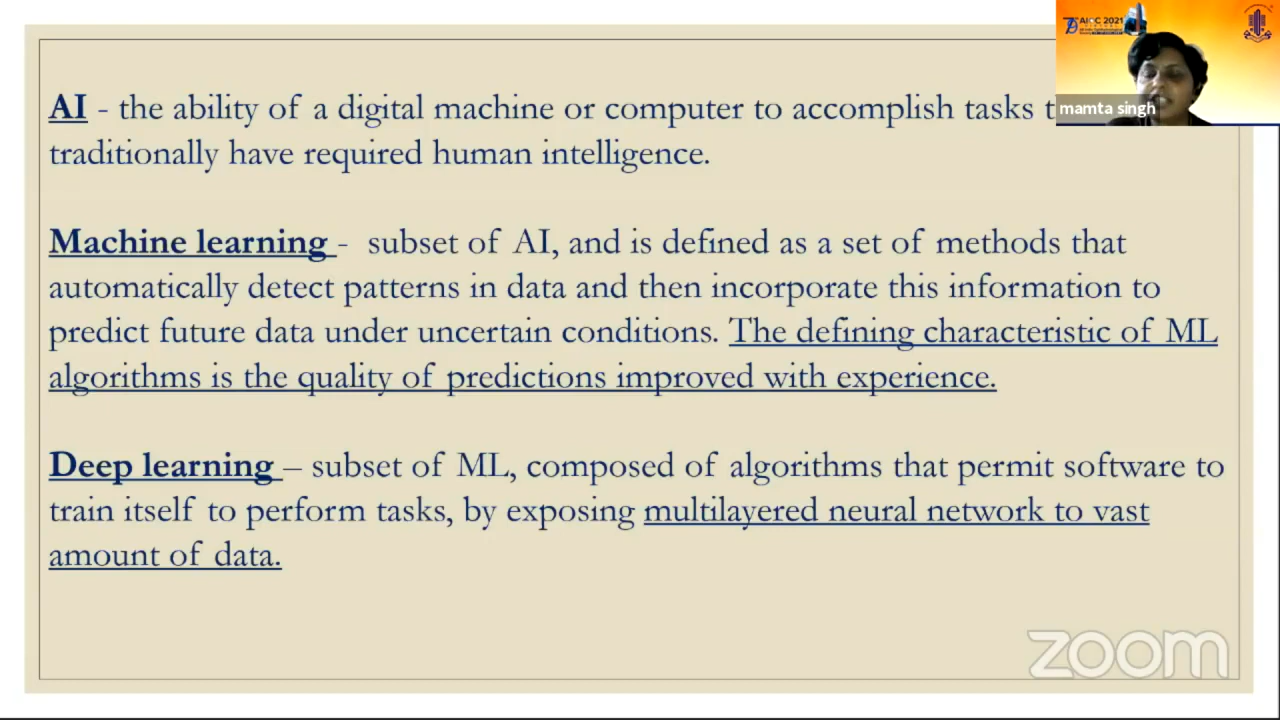 AI - the ability of a digital machine or computer to accomplish tasks
traditionally have required human intelligence.
Machine learning - subset of AI, and is defined as a set of methods that
automatically detect patterns in data and then incorporate this information to
predict future data under uncertain conditions. The defining characteristic of ML
algorithms is the quality of predictions improved with experience.
Deep learning – subset of ML, composed of algorithms that permit software to
train itself to perform tasks, by exposing multilayered neural network to vast
amount of data.
AIOC 2021
mamta singh
zoom